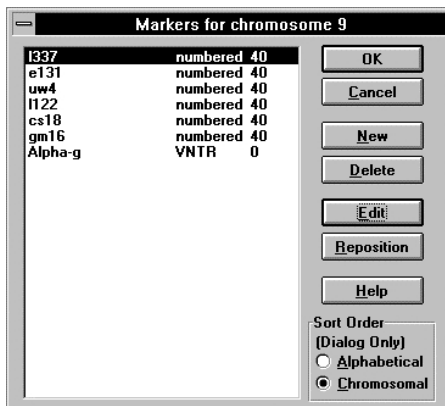 Markers for chromosome 9
l337 numbered 40
e131 numbered 40
uw4 numbered 40
l122 numbered 40
cs18 numbered 40
gm16 numbered 40
Alpha-g VNTR 0
OK
Cancel
New
Delete
Edit
Reposition
Help
Sort Order
(Dialog Only)
Alphabetical
Chromosomal